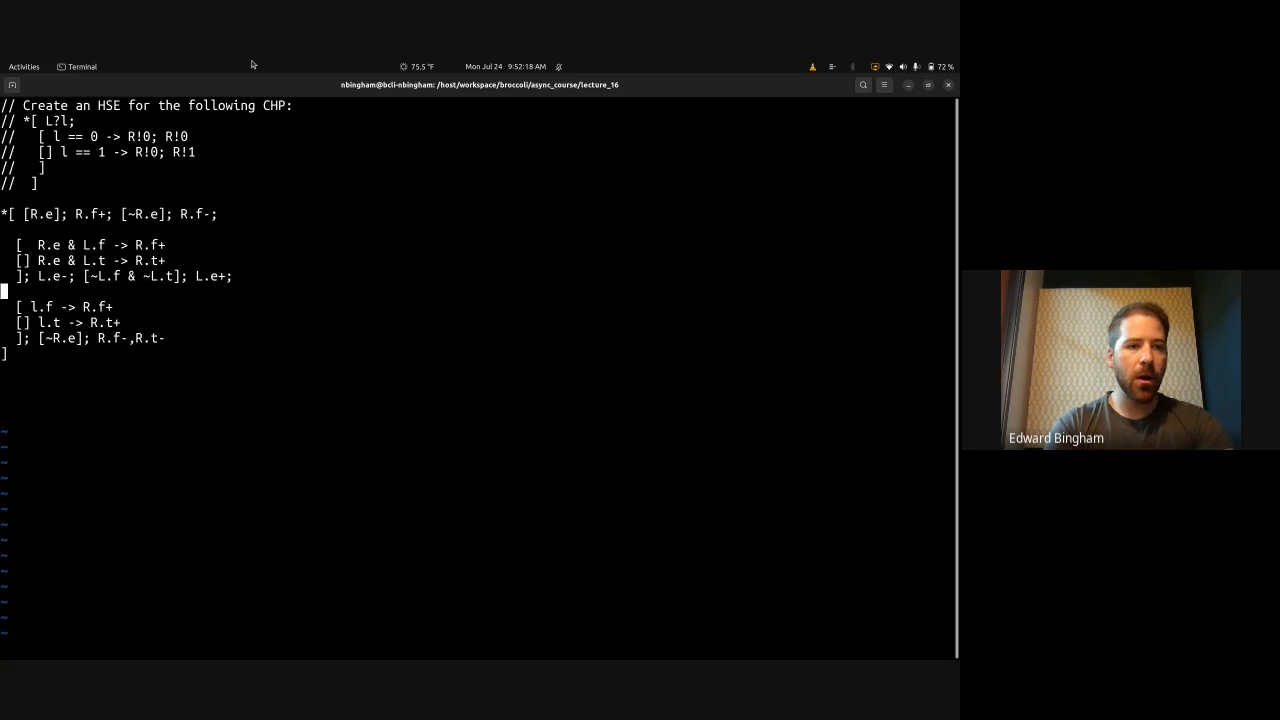 Activities Terminal 75.5 °F Mon Jul 24 9:52:18 AM 72 %
nbingham@bcli-nbingham: /host/workspace/broccoli/async_course/lecture_16
// Create an HSE for the following CHP:
// *[ L?l;
//   [ l == 0 -> R!0; R!0
//   [] l == 1 -> R!0; R!1
//   ]
//  ]
*[ [R.e]; R.f+; [~R.e]; R.f-;
  [  R.e & L.f -> R.f+
  [] R.e & L.t -> R.t+
  ]; L.e-; [~L.f & ~L.t]; L.e+;
  [ l.f -> R.f+
  [] l.t -> R.t+
  ]; [~R.e]; R.f-,R.t-
]
~
~
~
~
~
~
~
~
~
~
~
~
~
~
Edward Bingham